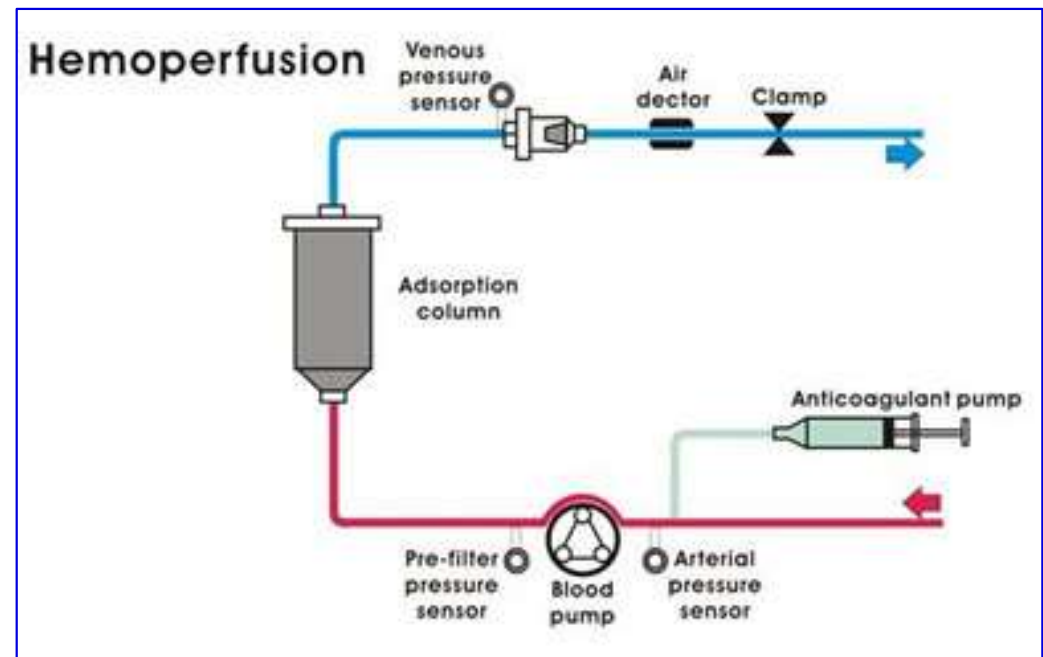 Hemoperfusion
Venous
pressure
sensor
Air
dector
Clamp
Adsorption
column
Anticoagulant pump
Pre-filter
pressure
sensor
Blood
pump
Arterial
pressure
sensor